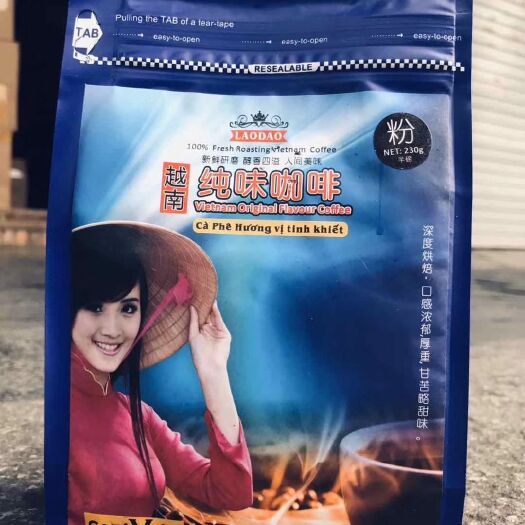 Pulling the TAB of a tear-tape
TAB
easy-to-open
easy-to-open
RESEALABLE
LAODAO
100% Fresh Roasting Vietnam Coffee
新鲜研磨 醇香四溢 人间美味
越南
纯味咖啡
Vietnam Original Flavour Coffee
Cà Phê Hương vị tinh khiết
粉
NET: 230g
半磅
深度烘焙，口感浓郁,厚重,甘苦略甜味。